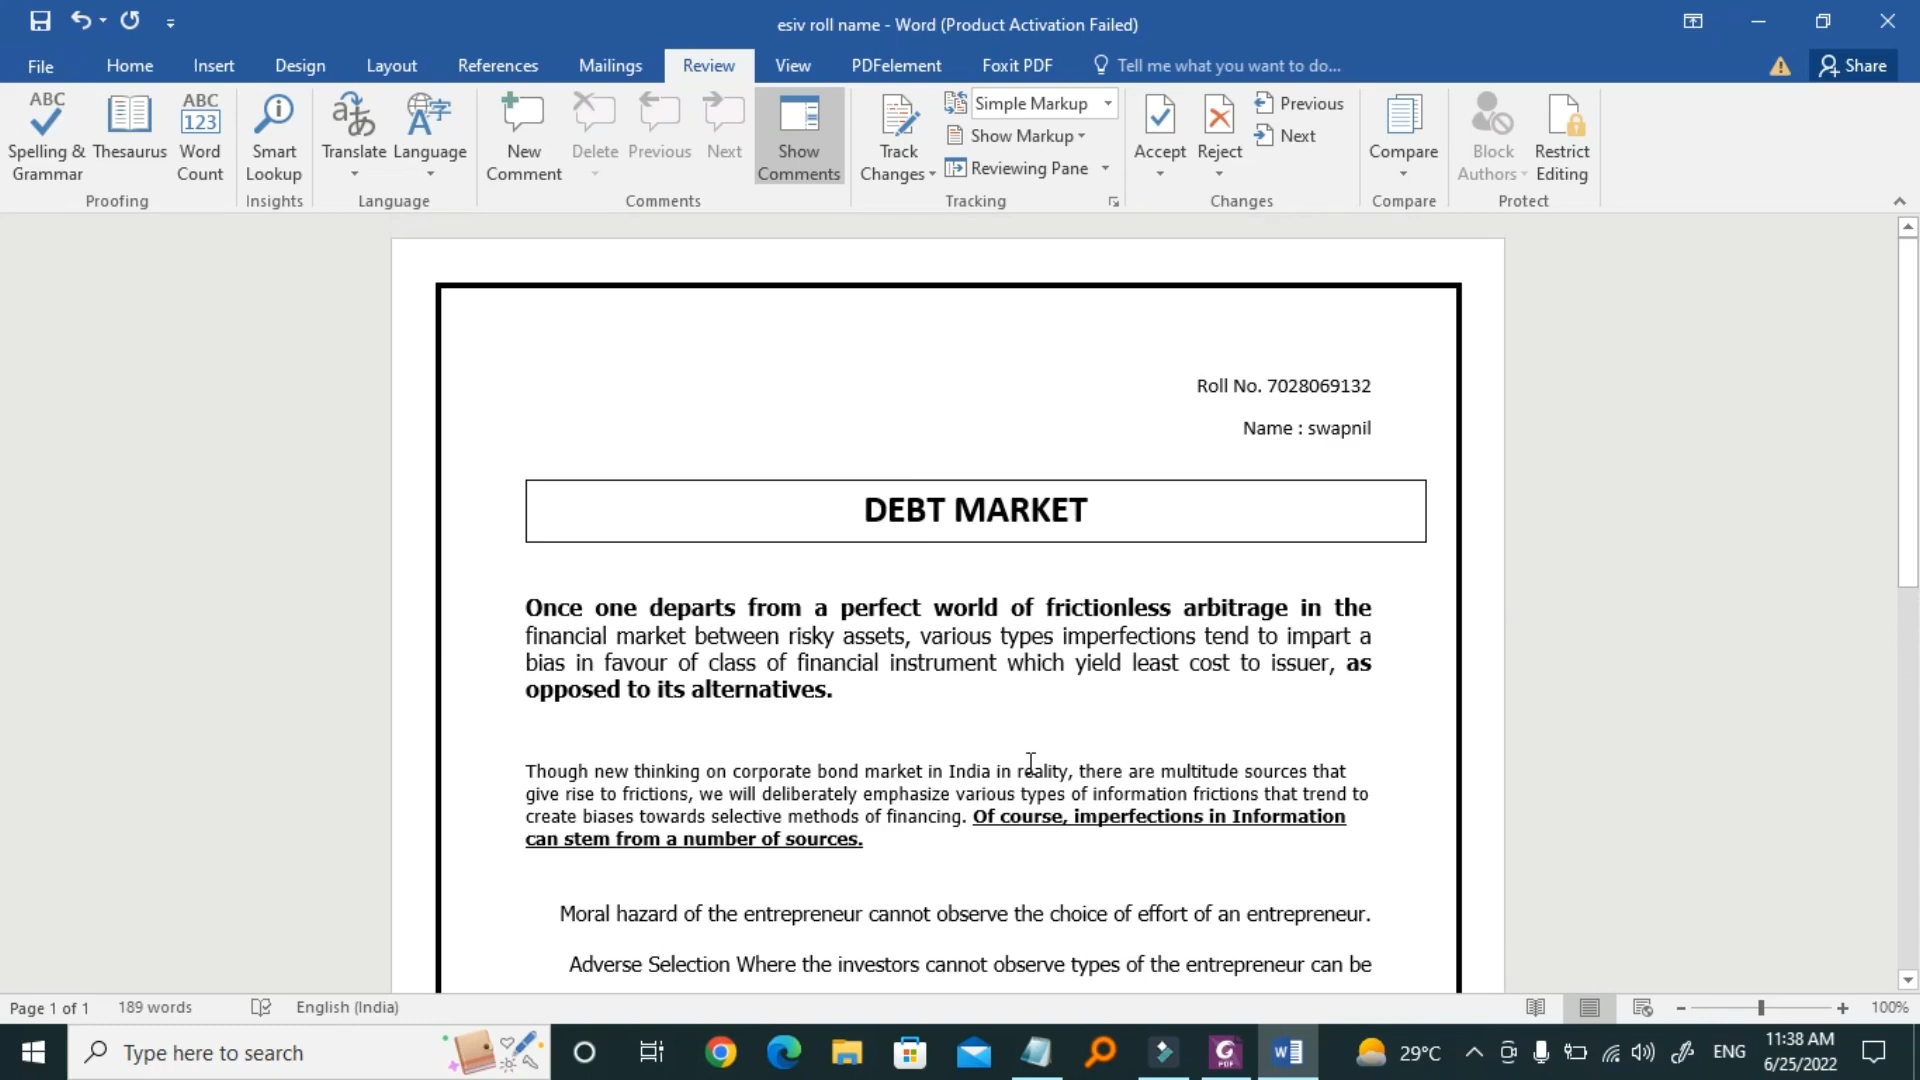 esiv roll name - Word (Product Activation Failed)
File Home Insert Design Layout References Mailings Review View PDFelement Foxit PDF Tell me what you want to do... Share
ABC
Spelling &
Grammar
Thesaurus
ABC
123
Word
Count
Proofing
Smart
Lookup
Insights
Translate
Language
Language
New
Comment
Delete
Previous
Next
Show
Comments
Comments
Track
Changes
Simple Markup
Show Markup
Reviewing Pane
Tracking
Accept
Reject
Previous
Next
Changes
Compare
Compare
Block
Authors
Restrict
Editing
Protect
Roll No. 7028069132
Name : swapnil
DEBT MARKET
Once one departs from a perfect world of frictionless arbitrage in the
financial market between risky assets, various types imperfections tend to impart a
bias in favour of class of financial instrument which yield least cost to issuer, as
opposed to its alternatives.
Though new thinking on corporate bond market in India in reality, there are multitude sources that
give rise to frictions, we will deliberately emphasize various types of information frictions that trend to
create biases towards selective methods of financing. Of course, imperfections in Information
can stem from a number of sources.
Moral hazard of the entrepreneur cannot observe the choice of effort of an entrepreneur.
Adverse Selection Where the investors cannot observe types of the entrepreneur can be
Page 1 of 1 189 words English (India) 100%
Type here to search
PDF
29°C
ENG
11:38 AM
6/25/2022